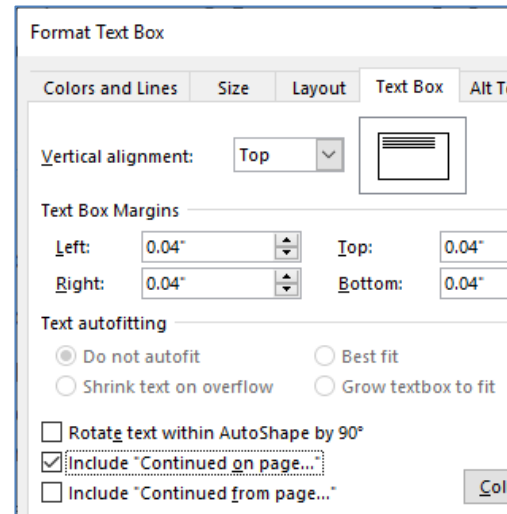 Format Text Box
Colors and Lines Size Layout Text Box Alt T
Vertical alignment: Top
Text Box Margins
Left: 0.04" Top: 0.04"
Right: 0.04" Bottom: 0.04"
Text autofitting
Do not autofit Best fit
Shrink text on overflow Grow textbox to fit
Rotate text within AutoShape by 90°
Include "Continued on page..."
Include "Continued from page..."
Col